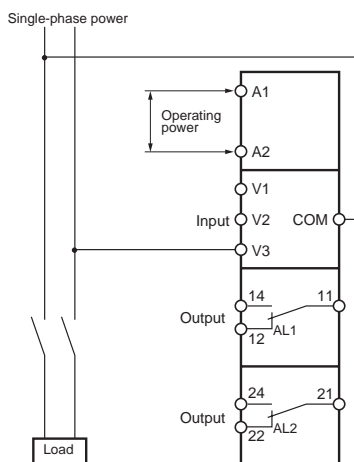 Single-phase power
A1
Operating
power
A2
V1
Input V2 COM
V3
14 11
Output
12 AL1
24 21
Output
22 AL2
Load